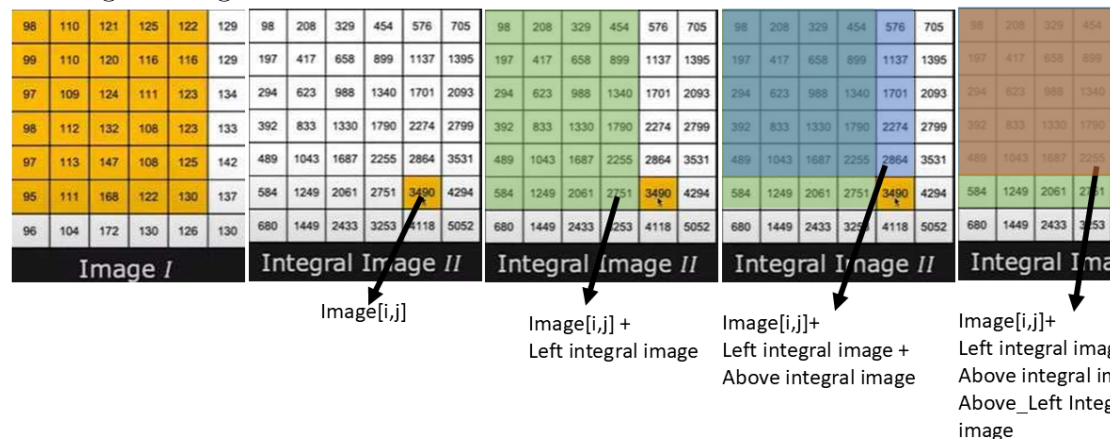 98 110 121 125 122 129
99 110 120 116 116 129
97 109 124 111 123 134
98 112 132 108 123 133
97 113 147 108 125 142
95 111 168 122 130 137
96 104 172 130 126 130
Image I
98 208 329 454 576 705
197 417 658 899 1137 1395
294 623 988 1340 1701 2093
392 833 1330 1790 2274 2799
489 1043 1687 2255 2864 3531
584 1249 2061 2751 3490 4294
680 1449 2433 3253 4118 5052
Integral Image II
Image[i,j]
98 208 329 454 576 705
197 417 658 899 1137 1395
294 623 988 1340 1701 2093
392 833 1330 1790 2274 2799
489 1043 1687 2255 2864 3531
584 1249 2061 2751 3490 4294
680 1449 2433 3253 4118 5052
Integral Image II
Image[i,j] +
Left integral image
98 208 329 454 576 705
197 417 658 899 1137 1395
294 623 988 1340 1701 2093
392 833 1330 1790 2274 2799
489 1043 1687 2255 2864 3531
584 1249 2061 2751 3490 4294
680 1449 2433 3253 4118 5052
Integral Image II
Image[i,j]+
Left integral image +
Above integral image
98 208 329 454
197 417 658 899
294 623 988 1340
392 833 1330 1790
489 1043 1687 2255
584 1249 2061 2751
680 1449 2433 3253
Integral Ima
Image[i,j]+
Left integral imag
Above integral in
Above_Left Integ
image